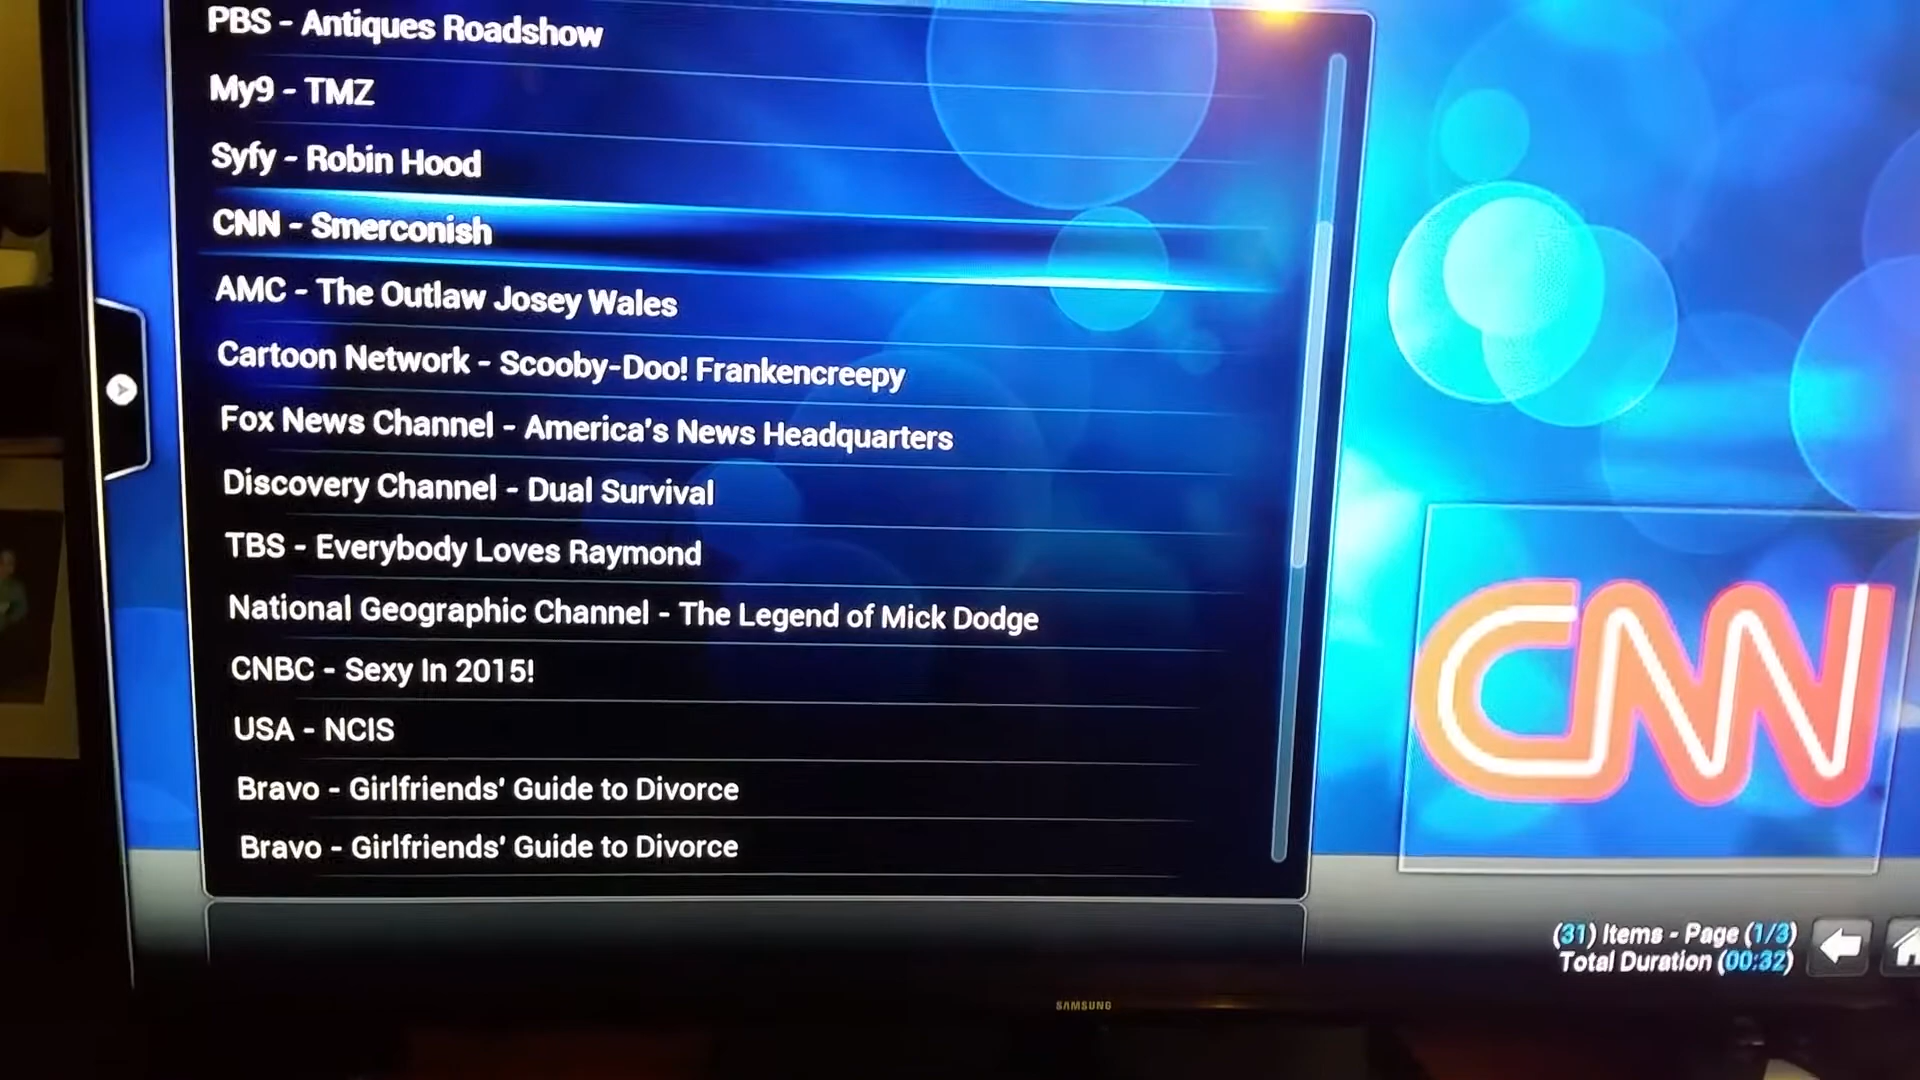 PBS - Antiques Roadshow
My9 - TMZ
Syfy - Robin Hood
CNN - Smerconish
AMC - The Outlaw Josey Wales
Cartoon Network - Scooby-Doo! Frankencreepy
Fox News Channel - America's News Headquarters
Discovery Channel - Dual Survival
TBS - Everybody Loves Raymond
National Geographic Channel - The Legend of Mick Dodge
CNBC - Sexy In 2015!
USA - NCIS
Bravo - Girlfriends' Guide to Divorce
Bravo - Girlfriends' Guide to Divorce
CNN
(31) Items - Page (1/3)
Total Duration (00:32)
SAMSUNG